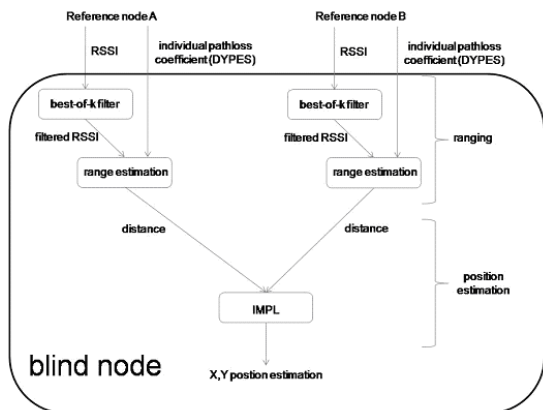 Reference node A
Reference node B
RSSI
individual pathloss
coefficient (DYPES)
RSSI
individual pathloss
coefficient (DYPES)
best-of-k filter
best-of-k filter
filtered RSSI
filtered RSSI
ranging
range estimation
range estimation
distance
distance
position
estimation
IMPL
blind node
X,Y postion estimation